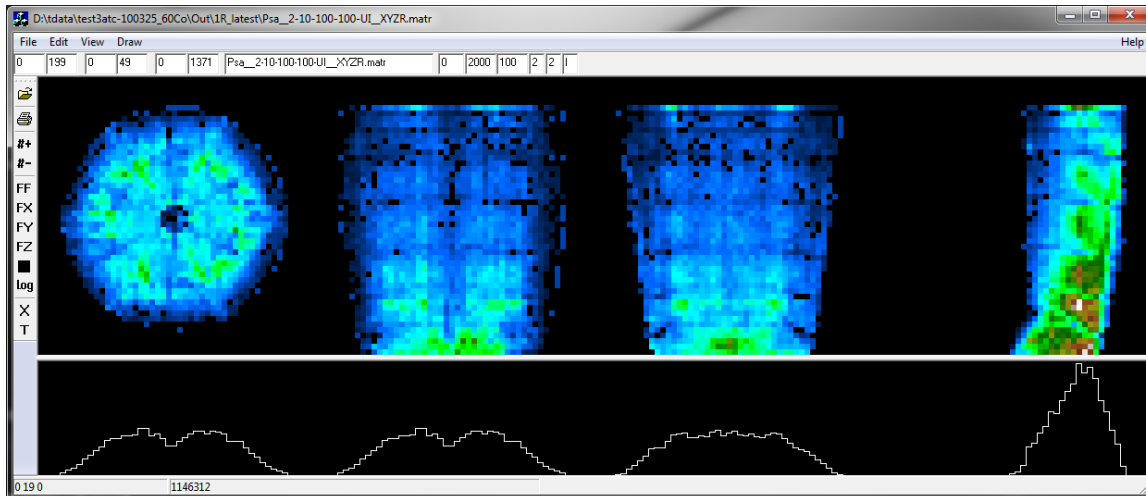 D:\tdata\test3atc-100325_60Co\Out\1R_latest\Psa__2-10-100-100-UI__XYZR.matr
File Edit View Draw Help
0 199 0 49 0 1371 Psa__2-10-100-100-UI__XYZR.matr 0 2000 100 2 2 I
#+
#-
FF
FX
FY
FZ
Log
X
T
0 19 0 1146312